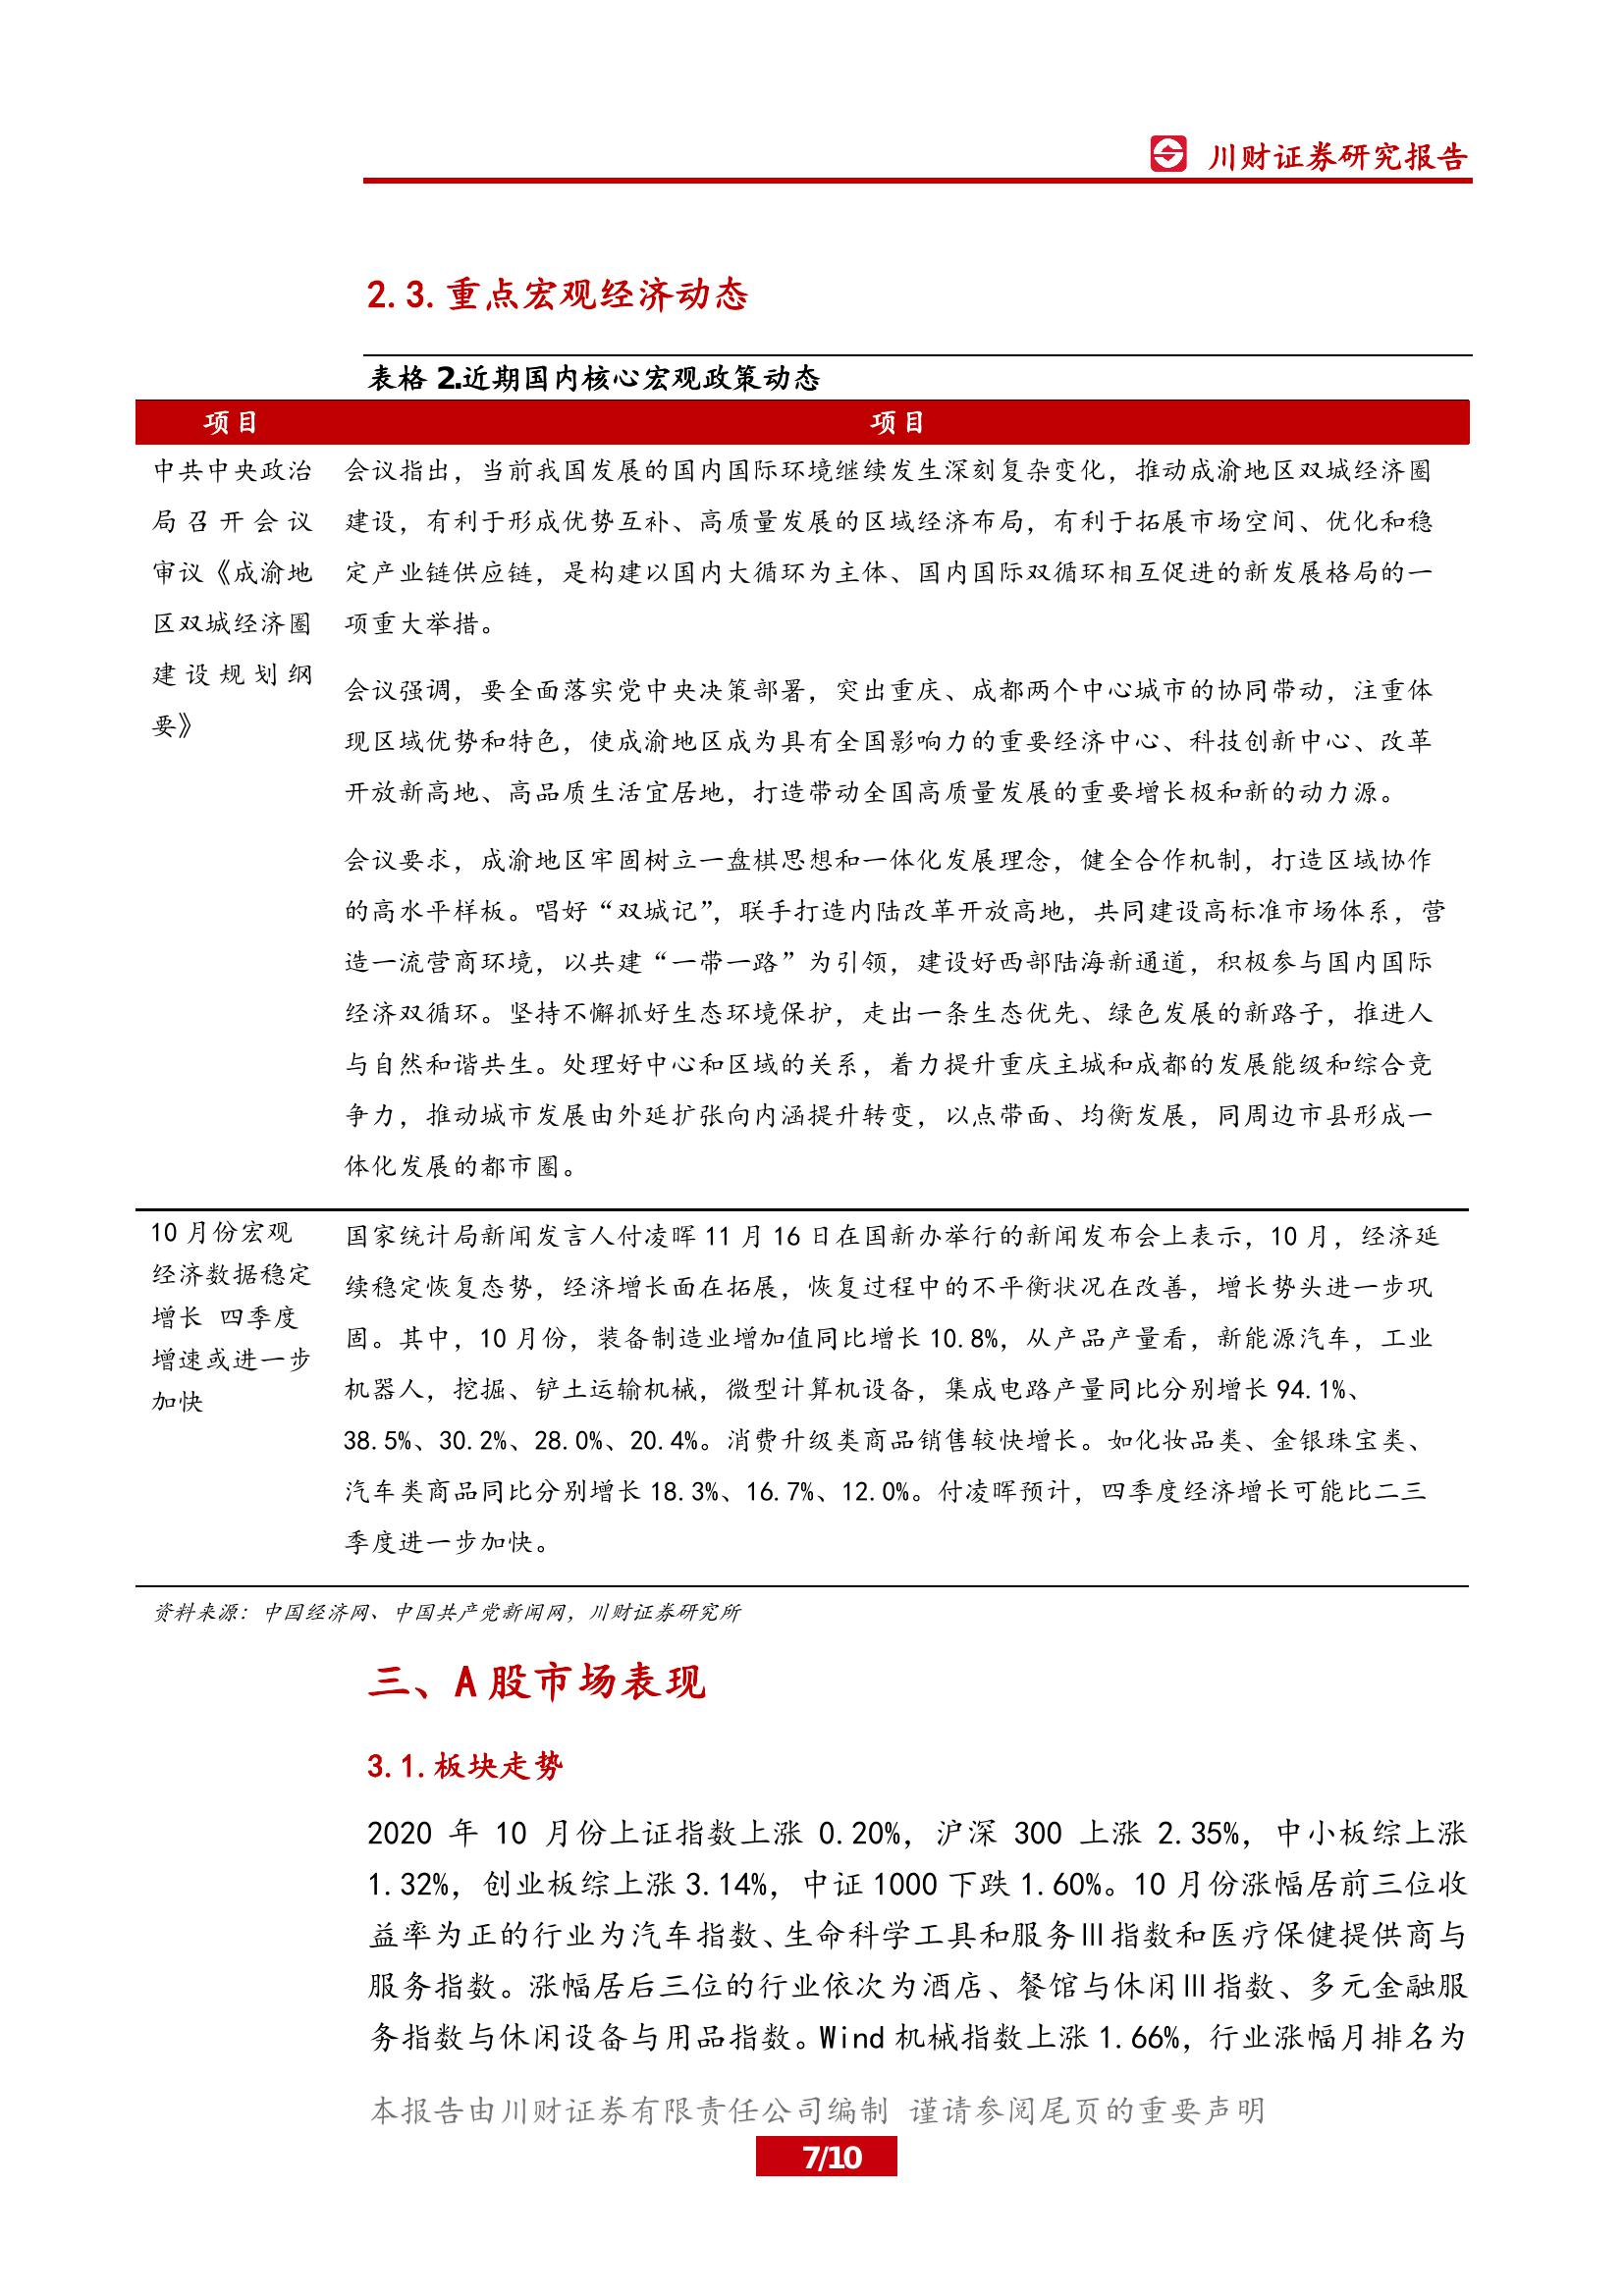 川财证券研究报告
2.3.重点宏观经济动态
表格 2.近期国内核心宏观政策动态
项目 项目
中共中央政治
局召开会议
审议《成渝地
区双城经济圈
建设规划纲
要》
会议指出，当前我国发展的国内国际环境继续发生深刻复杂变化，推动成渝地区双城经济圈
建设，有利于形成优势互补、高质量发展的区域经济布局，有利于拓展市场空间、优化和稳
定产业链供应链，是构建以国内大循环为主体、国内国际双循环相互促进的新发展格局的一
项重大举措。
会议强调，要全面落实党中央决策部署，突出重庆、成都两个中心城市的协同带动，注重体
现区域优势和特色，使成渝地区成为具有全国影响力的重要经济中心、科技创新中心、改革
开放新高地、高品质生活宜居地，打造带动全国高质量发展的重要增长极和新的动力源。
会议要求，成渝地区牢固树立一盘棋思想和一体化发展理念，健全合作机制，打造区域协作
的高水平样板。唱好“双城记”，联手打造内陆改革开放高地，共同建设高标准市场体系，营
造一流营商环境，以共建“一带一路”为引领，建设好西部陆海新通道，积极参与国内国际
经济双循环。坚持不懈抓好生态环境保护，走出一条生态优先、绿色发展的新路子，推进人
与自然和谐共生。处理好中心和区域的关系，着力提升重庆主城和成都的发展能级和综合竞
争力，推动城市发展由外延扩张向内涵提升转变，以点带面、均衡发展，同周边市县形成一
体化发展的都市圈。
10 月份宏观
经济数据稳定
增长 四季度
增速或进一步
加快
国家统计局新闻发言人付凌晖 11 月 16 日在国新办举行的新闻发布会上表示，10 月，经济延
续稳定恢复态势，经济增长面在拓展，恢复过程中的不平衡状况在改善，增长势头进一步巩
固。其中，10 月份，装备制造业增加值同比增长 10.8%，从产品产量看，新能源汽车，工业
机器人，挖掘、铲土运输机械，微型计算机设备，集成电路产量同比分别增长 94.1%、
38.5%、30.2%、28.0%、20.4%。消费升级类商品销售较快增长。如化妆品类、金银珠宝类、
汽车类商品同比分别增长 18.3%、16.7%、12.0%。付凌晖预计，四季度经济增长可能比二三
季度进一步加快。
资料来源：中国经济网、中国共产党新闻网，川财证券研究所
三、A 股市场表现
3.1.板块走势
2020 年 10 月份上证指数上涨 0.20%，沪深 300 上涨 2.35%，中小板综上涨
1.32%，创业板综上涨 3.14%，中证 1000 下跌 1.60%。10 月份涨幅居前三位收
益率为正的行业为汽车指数、生命科学工具和服务Ⅲ指数和医疗保健提供商与
服务指数。涨幅居后三位的行业依次为酒店、餐馆与休闲Ⅲ指数、多元金融服
务指数与休闲设备与用品指数。Wind 机械指数上涨 1.66%，行业涨幅月排名为
本报告由川财证券有限责任公司编制 谨请参阅尾页的重要声明
7/10